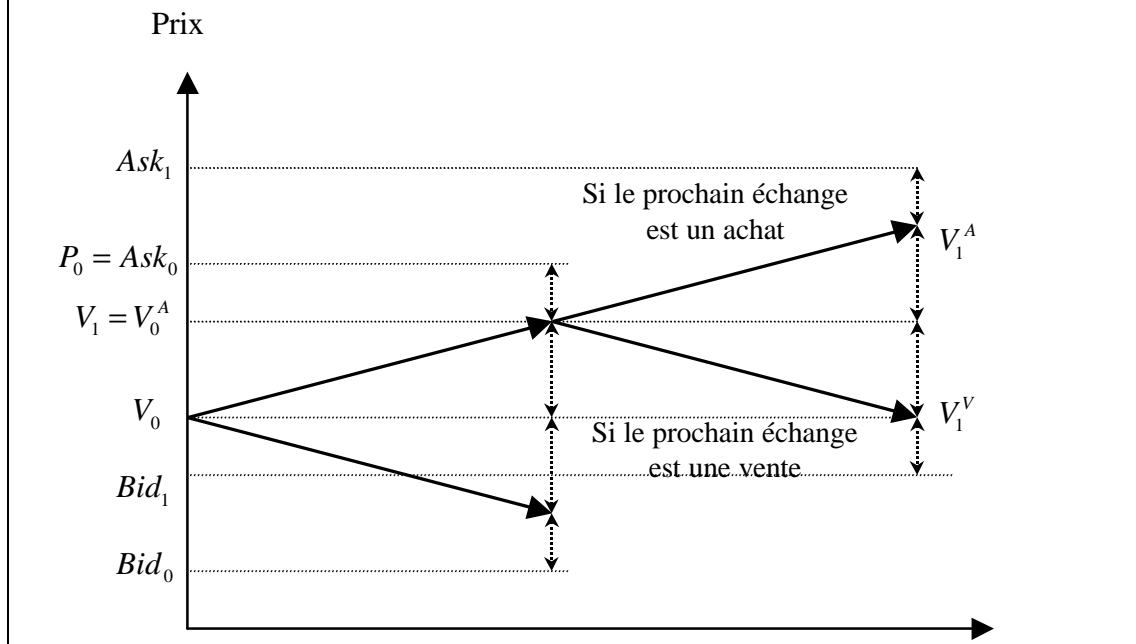 Prix
Ask₁
Si le prochain échange
est un achat
V₁ᴬ
P₀ = Ask₀
V₁ = V₀ᴬ
V₀
V₁ⱽ
Si le prochain échange
est une vente
Bid₁
Bid₀